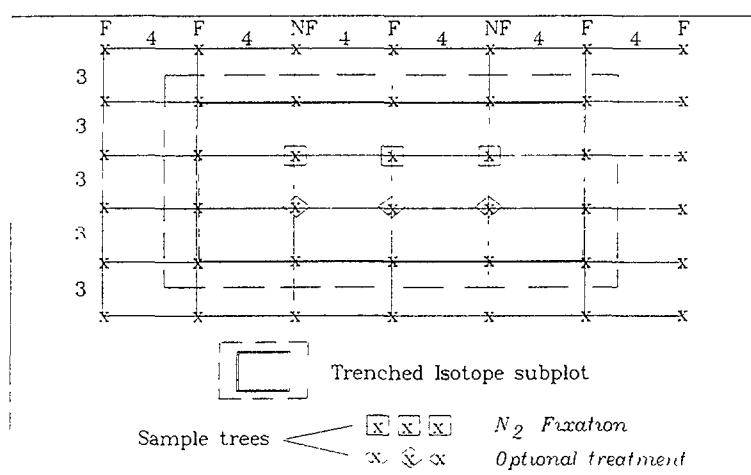 F F NF F NF F F
4 4 4 4 4 4
x x x x x x x
3
x x x x x x x
3
x x x x x x x
3
x x x x x x x
3
x x x x x x x
3
x x x x x x x
Trenched Isotope subplot
Sample trees
x x x N2 Fixation
x x x Optional treatment